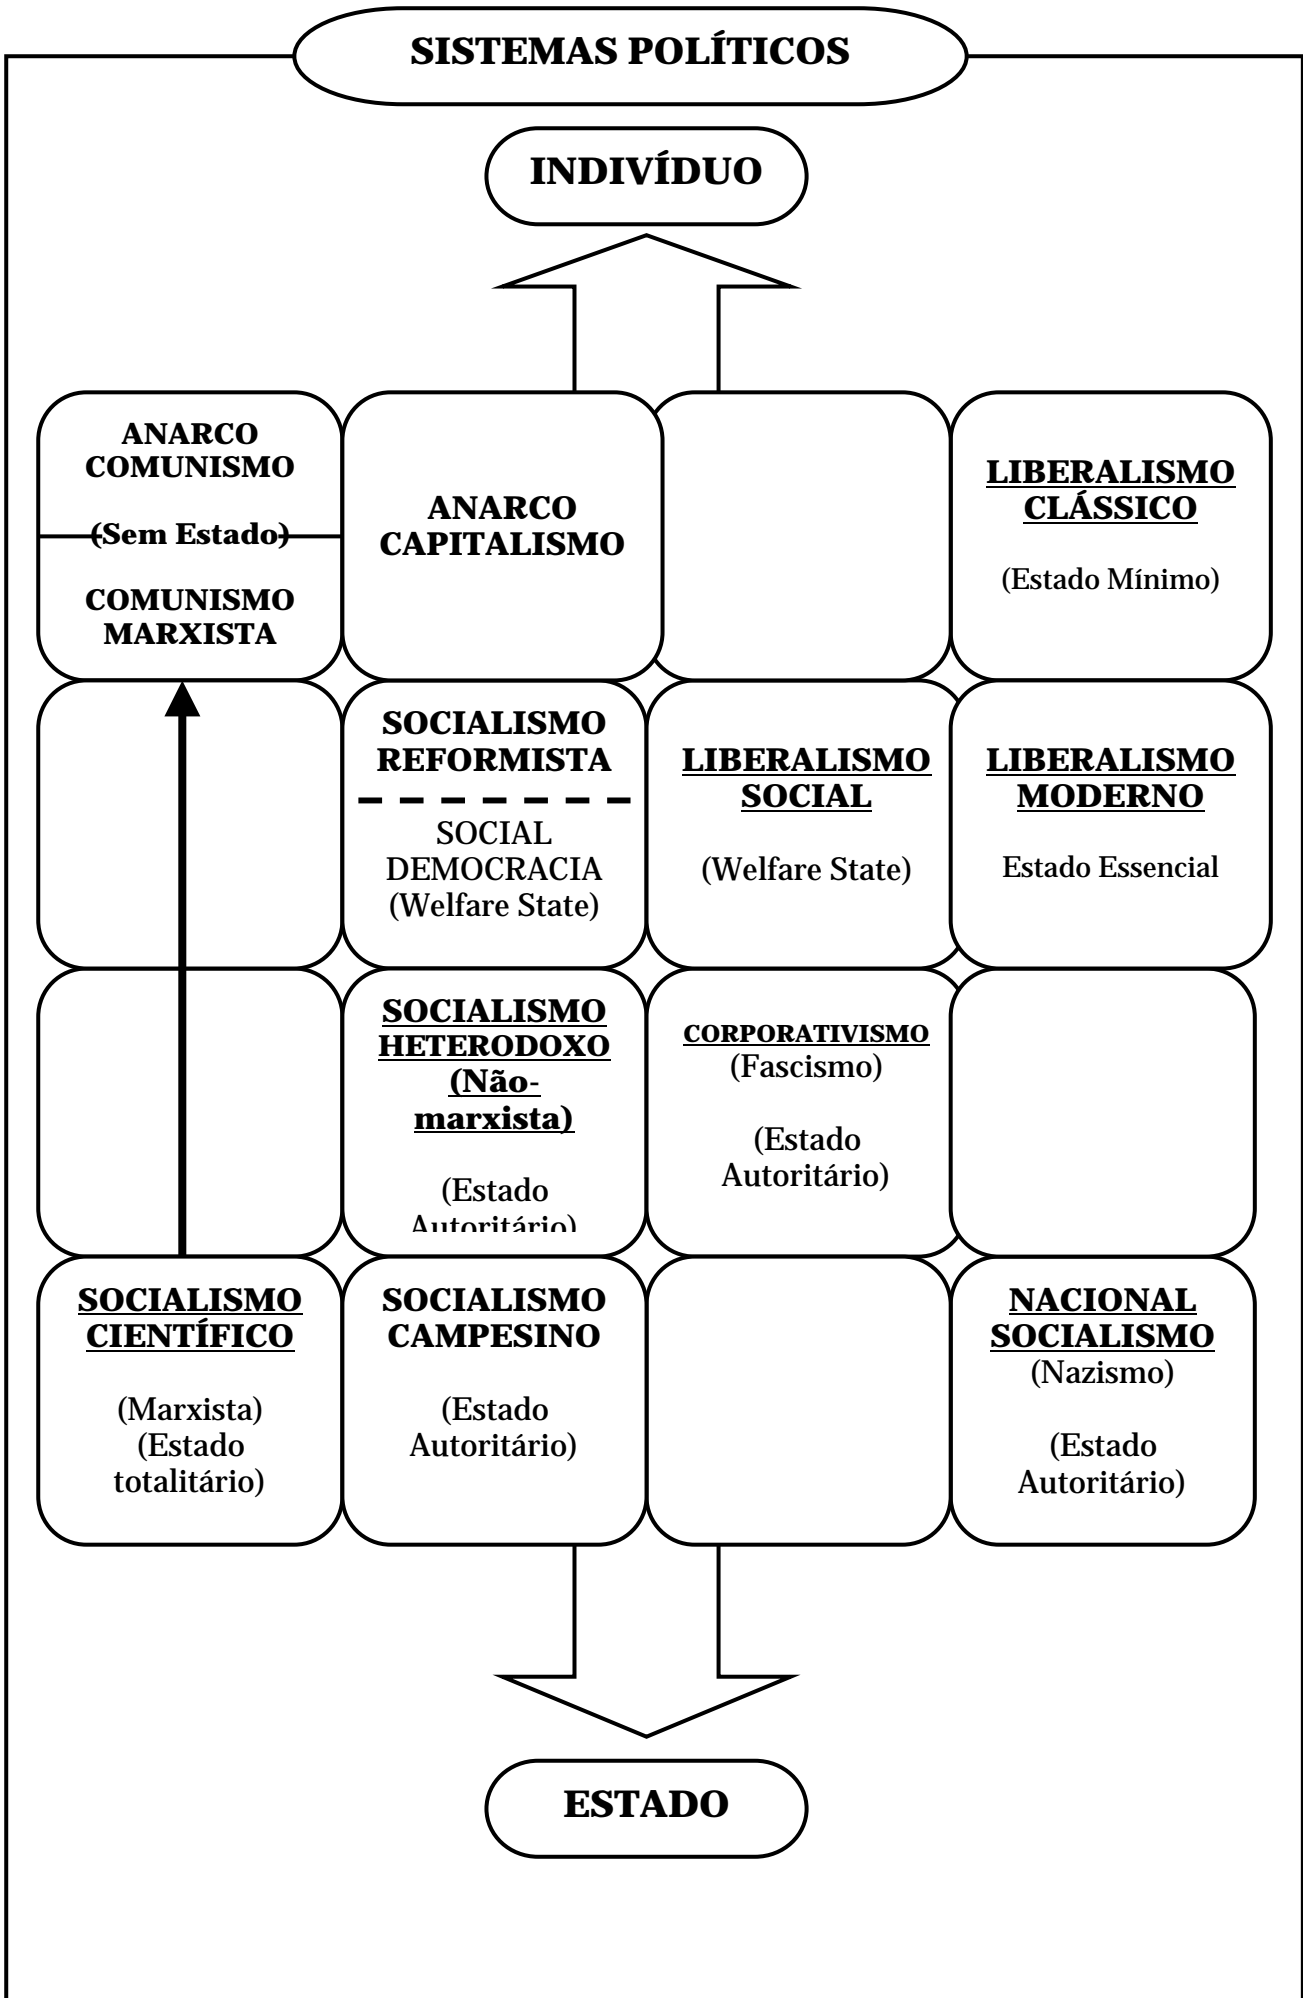 SISTEMAS POLÍTICOS
INDIVÍDUO
ANARCO
COMUNISMO
(Sem Estado)
COMUNISMO
MARXISTA
ANARCO
CAPITALISMO
LIBERALISMO
CLÁSSICO
(Estado Mínimo)
SOCIALISMO
REFORMISTA
SOCIAL
DEMOCRACIA
(Welfare State)
LIBERALISMO
SOCIAL
(Welfare State)
LIBERALISMO
MODERNO
Estado Essencial
SOCIALISMO
HETERODOXO
(Não-
marxista)
(Estado
Autoritário)
CORPORATIVISMO
(Fascismo)
(Estado
Autoritário)
SOCIALISMO
CIENTÍFICO
(Marxista)
(Estado
totalitário)
SOCIALISMO
CAMPESINO
(Estado
Autoritário)
NACIONAL
SOCIALISMO
(Nazismo)
(Estado
Autoritário)
ESTADO